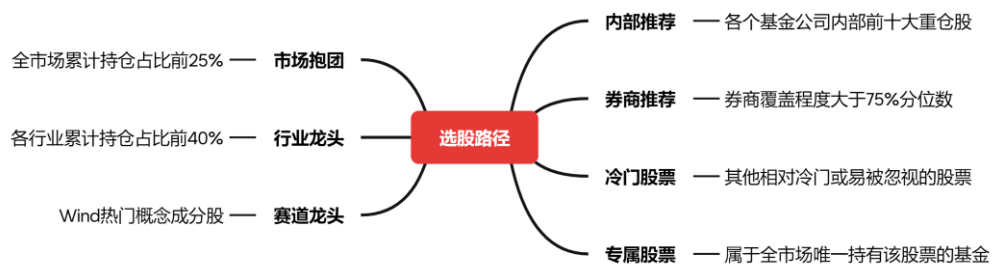 选股路径
市场抱团
全市场累计持仓占比前25%
行业龙头
各行业累计持仓占比前40%
赛道龙头
Wind热门概念成分股
内部推荐
各个基金公司内部前十大重仓股
券商推荐
券商覆盖程度大于75%分位数
冷门股票
其他相对冷门或易被忽视的股票
专属股票
属于全市场唯一持有该股票的基金